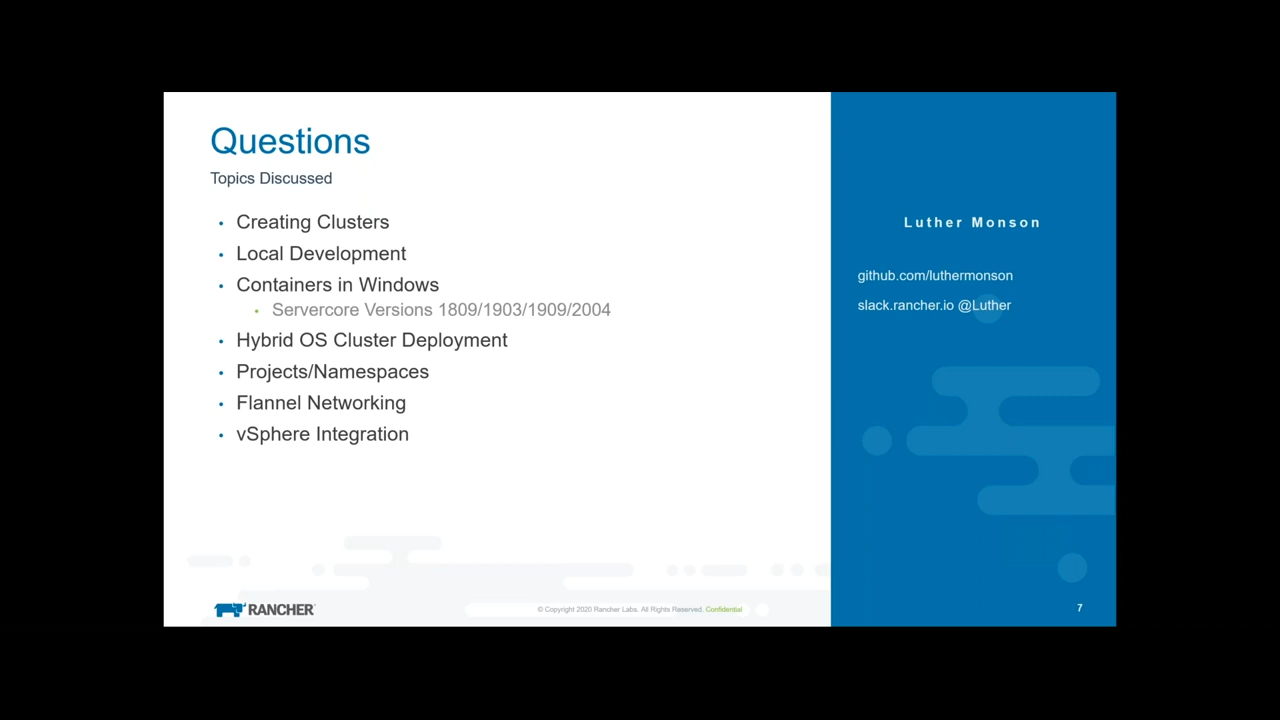 Questions
Topics Discussed
• Creating Clusters
• Local Development
• Containers in Windows
• Servercore Versions 1809/1903/1909/2004
• Hybrid OS Cluster Deployment
• Projects/Namespaces
• Flannel Networking
• vSphere Integration
Luther Monson
github.com/luthermonson
slack.rancher.io @Luther
RANCHER
© Copyright 2020 Rancher Labs. All Rights Reserved. Confidential
7